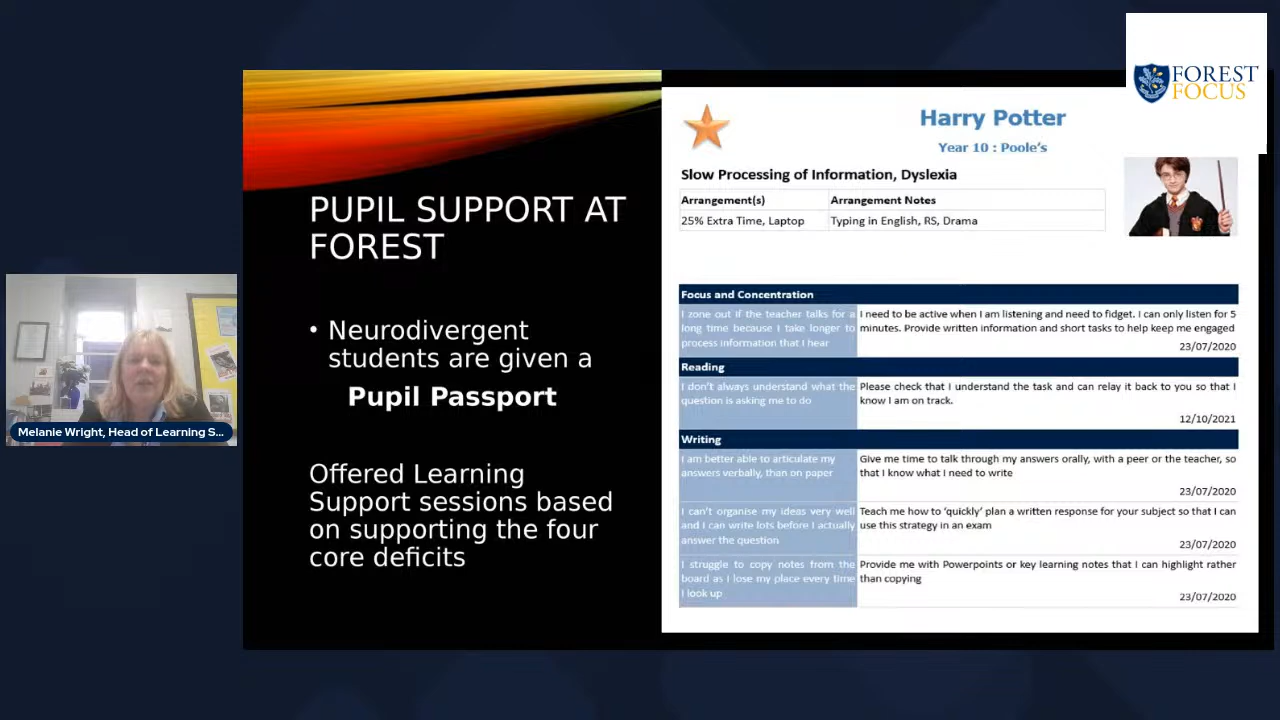 FOREST
FOCUS
PUPIL SUPPORT AT
FOREST
• Neurodivergent
students are given a
Pupil Passport
Offered Learning
Support sessions based
on supporting the four
core deficits
Harry Potter
Year 10 : Poole's
Slow Processing of Information, Dyslexia
Arrangement(s) Arrangement Notes
25% Extra Time, Laptop Typing in English, RS, Drama
Focus and Concentration
I zone out if the teacher talks for a
long time because I take longer to
process information that I hear
I need to be active when I am listening and need to fidget. I can only listen for 5
minutes. Provide written information and short tasks to help keep me engaged
23/07/2020
Reading
I don't always understand what the
question is asking me to do
Please check that I understand the task and can relay it back to you so that I
know I am on track.
12/10/2021
Writing
I am better able to articulate my
answers verbally, than on paper
Give me time to talk through my answers orally, with a peer or the teacher, so
that I know what I need to write
23/07/2020
I can't organise my ideas very well
and I can write lots before I actually
answer the question
Teach me how to 'quickly' plan a written response for your subject so that I can
use this strategy in an exam
23/07/2020
I struggle to copy notes from the
board as I lose my place every time
I look up
Provide me with Powerpoints or key learning notes that I can highlight rather
than copying
23/07/2020
Melanie Wright, Head of Learning S...